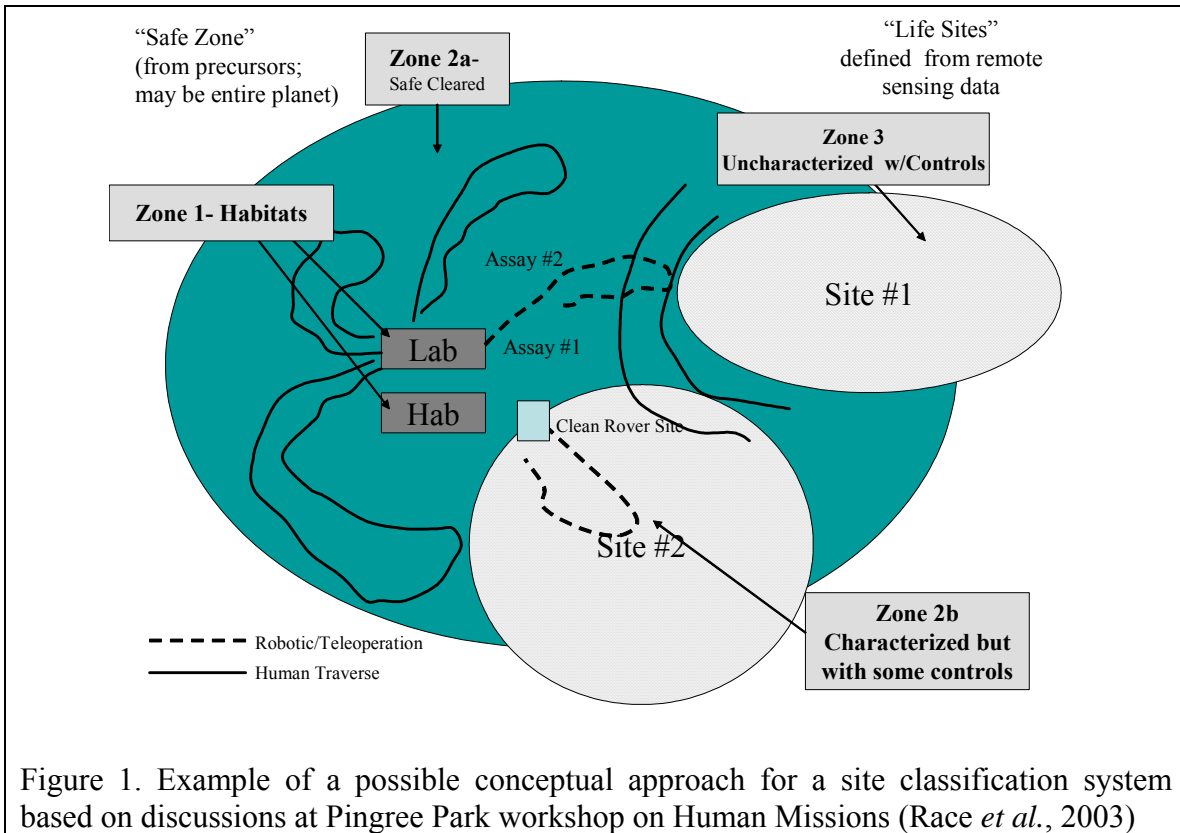 “Safe Zone”
(from precursors;
may be entire planet)
Zone 2a-
Safe Cleared
“Life Sites”
defined from remote
sensing data
Zone 3
Uncharacterized w/Controls
Zone 1- Habitats
Assay #2
Site #1
Lab
Assay #1
Hab
Clean Rover Site
Site #2
Zone 2b
Characterized but
with some controls
Robotic/Teleoperation
Human Traverse
Figure 1. Example of a possible conceptual approach for a site classification system
based on discussions at Pingree Park workshop on Human Missions (Race et al., 2003)